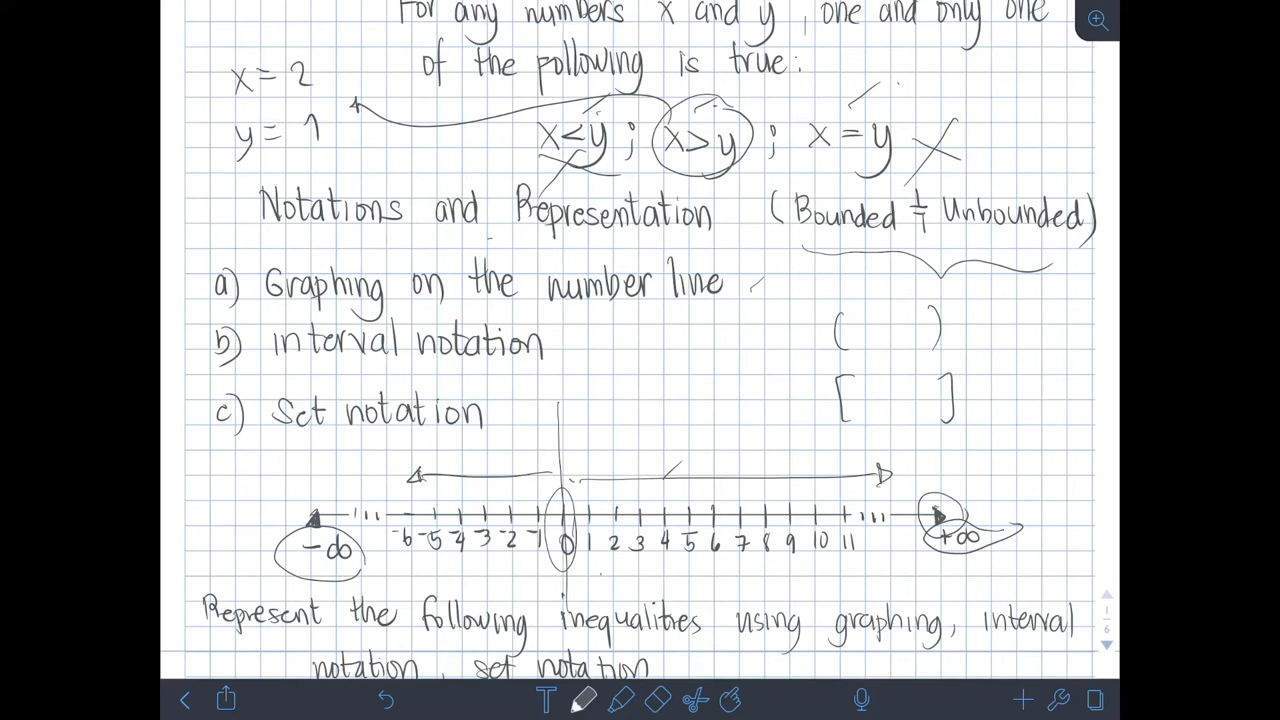 For any numbers x and y, one and only one
of the following is true:
x = 2
y = 1
x < y ; x > y ; x = y
Notations and Representation (Bounded & Unbounded)
a) Graphing on the number line
( )
b) interval notation
[ ]
c) Set notation
... -6 -5 -4 -3 -2 -1 0 1 2 3 4 5 6 7 8 9 10 11 ...
-∞ +∞
Represent the following inequalities using graphing, interval
notation, set notation
1
6
T